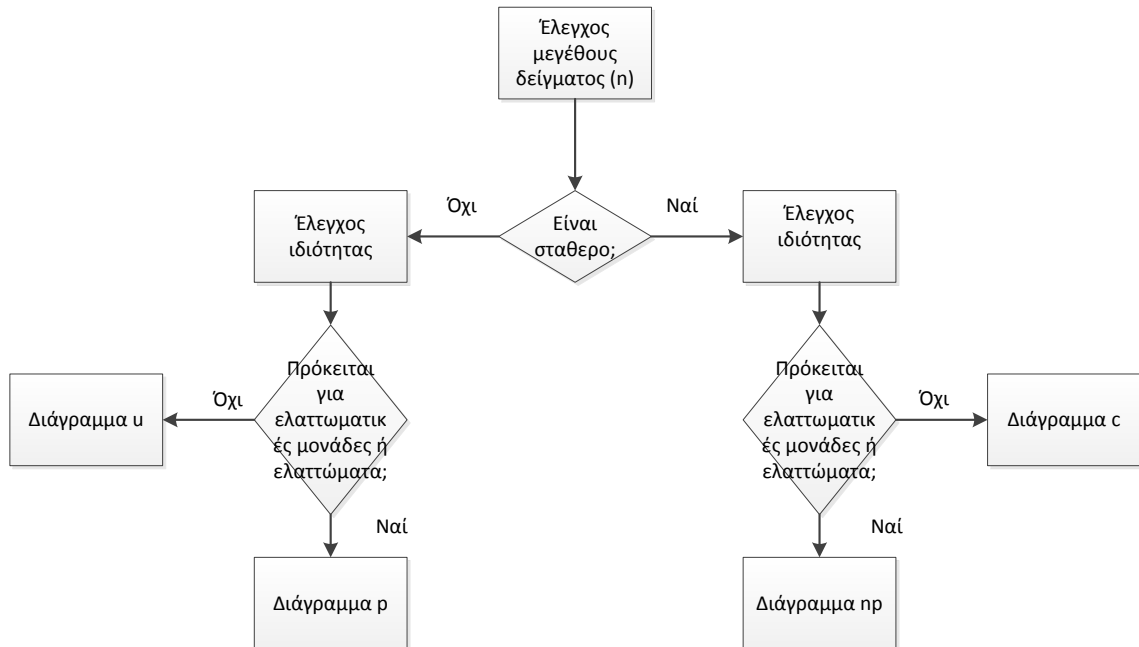 Έλεγχος
μεγέθους
δείγματος (n)
Όχι
Ναί
Είναι
σταθερο;
Έλεγχος
ιδιότητας
Έλεγχος
ιδιότητας
Πρόκειται
για
ελαττωματικ
ές μονάδες ή
ελαττώματα;
Όχι
Διάγραμμα u
Ναί
Διάγραμμα p
Πρόκειται
για
ελαττωματικ
ές μονάδες ή
ελαττώματα;
Όχι
Διάγραμμα c
Ναί
Διάγραμμα np